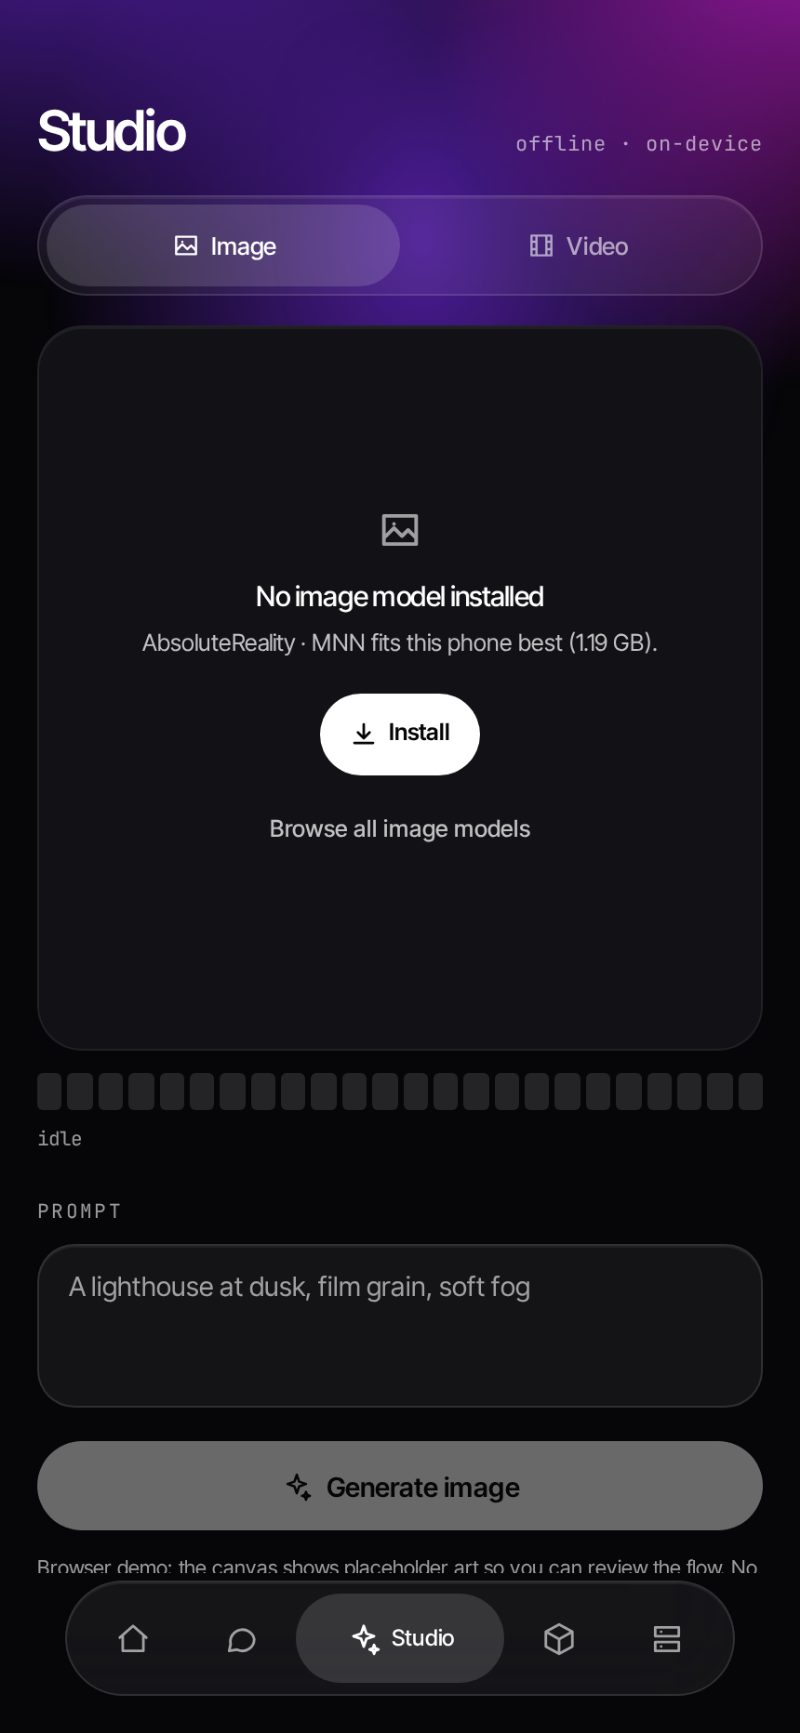 Studio
offline · on-device
Image
Video
No image model installed
AbsoluteReality · MNN fits this phone best (1.19 GB).
Install
Browse all image models
idle
PROMPT
A lighthouse at dusk, film grain, soft fog
Generate image
Browser demo: the canvas shows placeholder art so you can review the flow. No
Studio